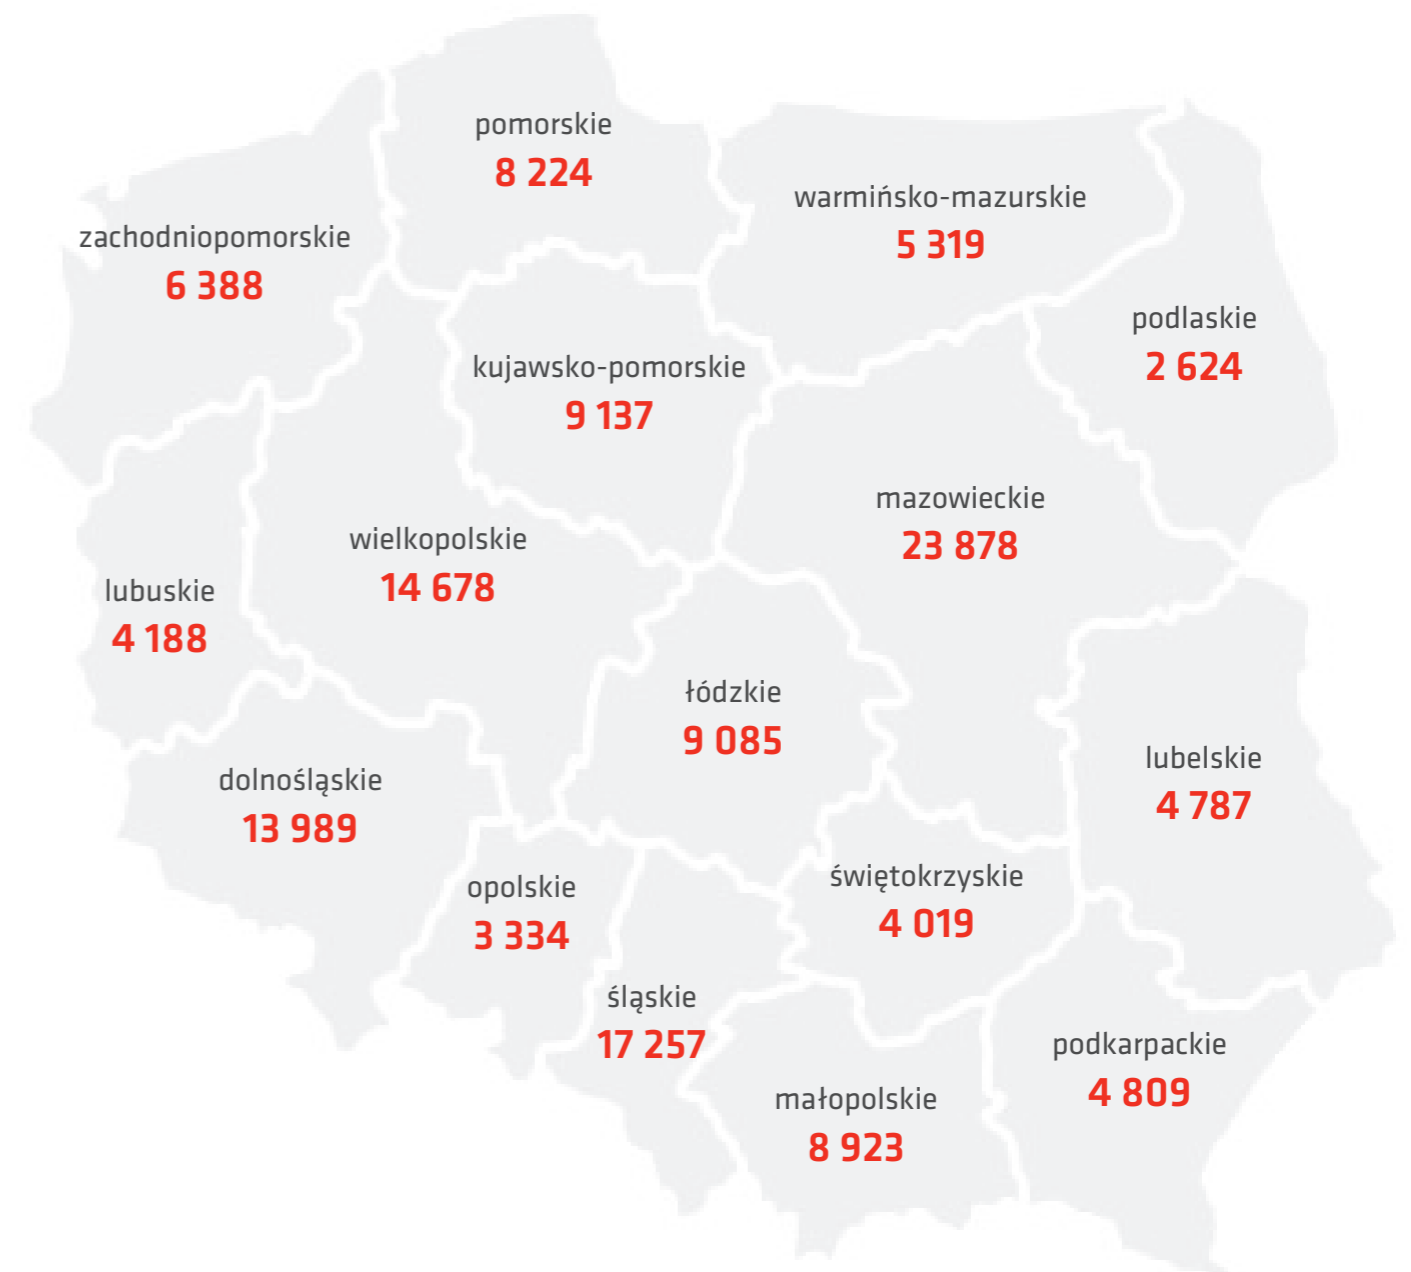 pomorskie
8 224
warmińsko-mazurskie
5 319
zachodniopomorskie
6 388
podlaskie
2 624
kujawsko-pomorskie
9 137
mazowieckie
23 878
wielkopolskie
14 678
lubuskie
4 188
łódzkie
9 085
lubelskie
4 787
dolnośląskie
13 989
świętokrzyskie
4 019
opolskie
3 334
śląskie
17 257
podkarpackie
4 809
małopolskie
8 923